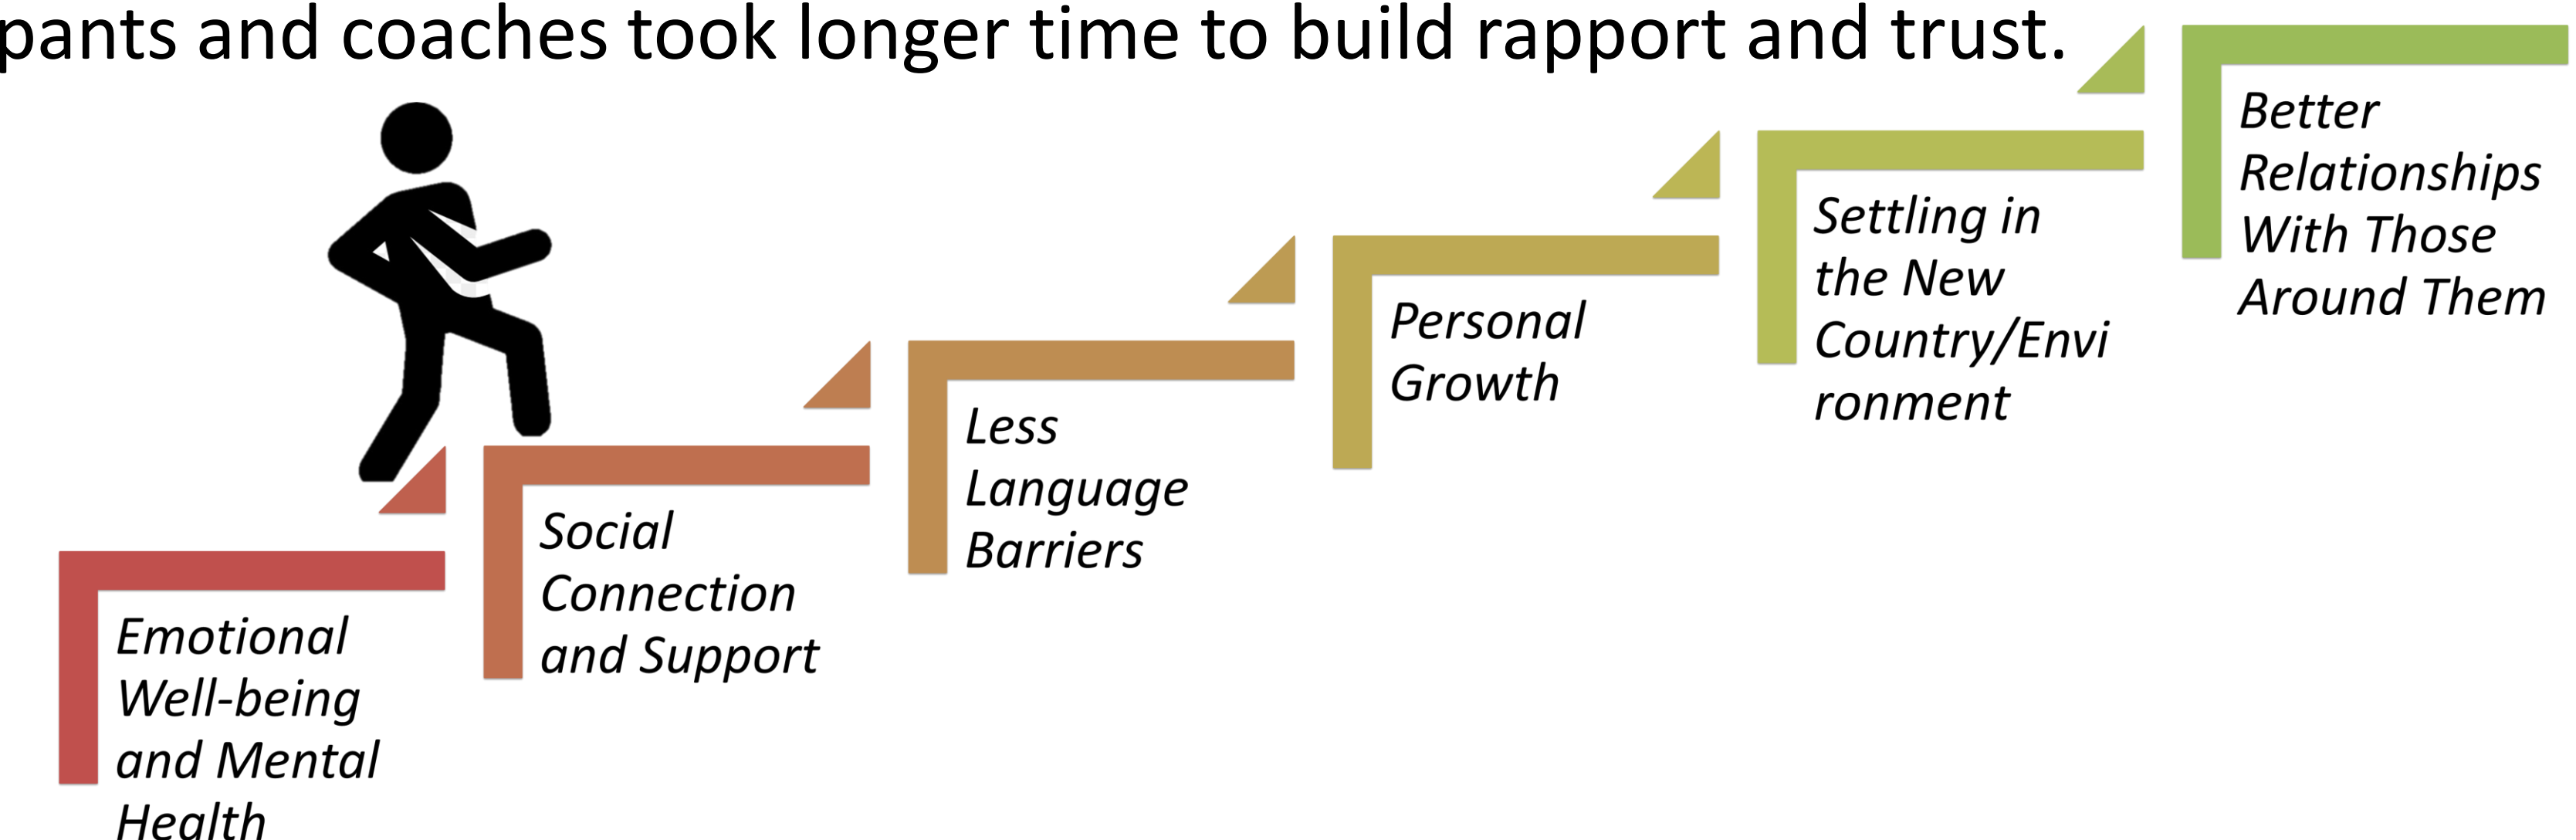 pants and coaches took longer time to build rapport and trust.
Emotional
Well-being
and Mental
Health
Social
Connection
and Support
Less
Language
Barriers
Personal
Growth
Settling in
the New
Country/Envi
ronment
Better
Relationships
With Those
Around Them